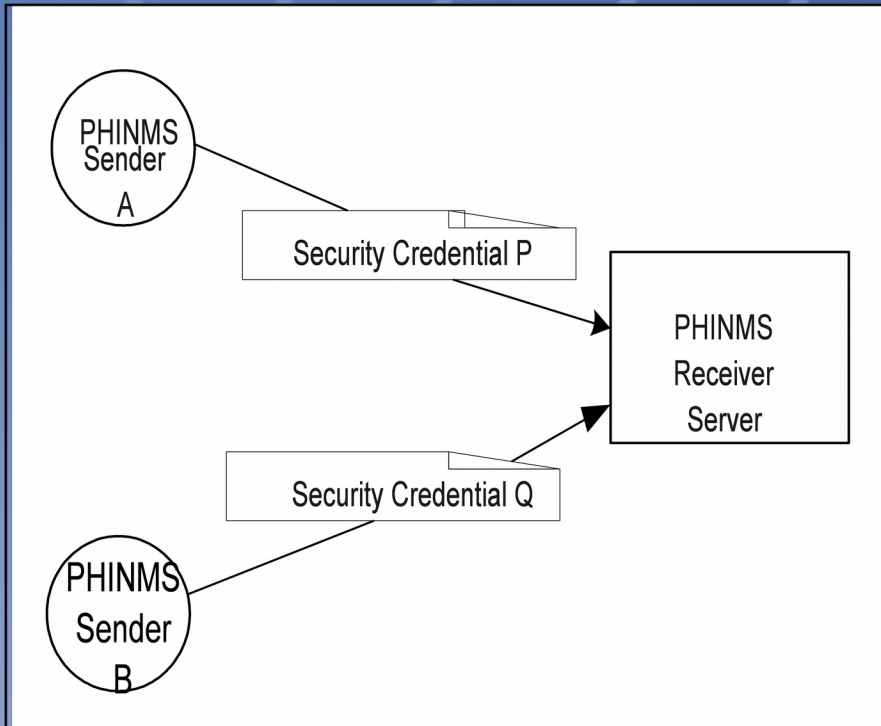 PHINMS
Sender
A
Security Credential P
PHINMS
Receiver
Server
Security Credential Q
PHINMS
Sender
B